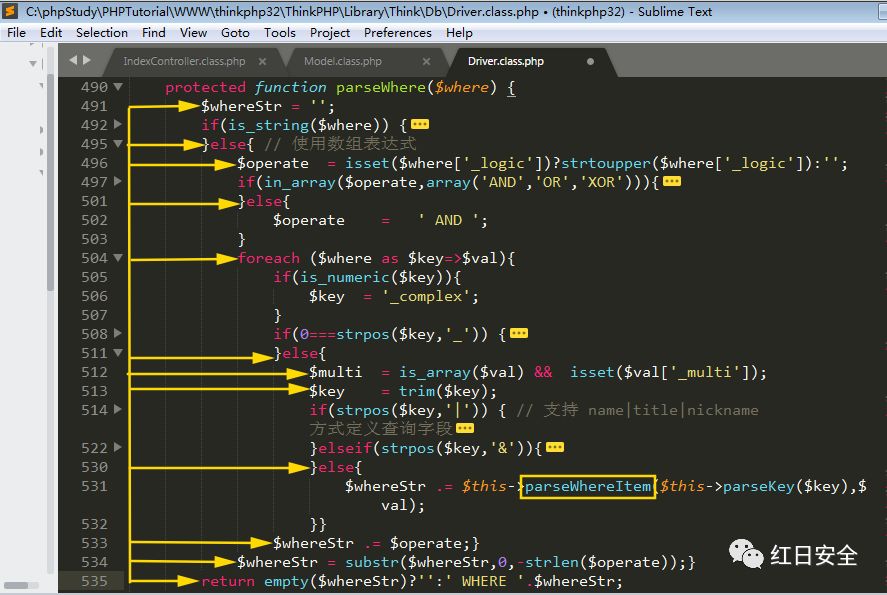 C:\phpStudy\PHPTutorial\WWW\thinkphp32\ThinkPHP\Library\Think\Db\Driver.class.php • (thinkphp32) - Sublime Text
File Edit Selection Find View Goto Tools Project Preferences Help
IndexController.class.php × Model.class.php × Driver.class.php
490 protected function parseWhere($where) {
491 $whereStr = '';
492 if(is_string($where)) {
495 }else{ // 使用数组表达式
496 $operate = isset($where['_logic'])?strtoupper($where['_logic']):'';
497 if(in_array($operate,array('AND','OR','XOR'))){
501 }else{
502 $operate = ' AND ';
503 }
504 foreach ($where as $key=>$val){
505 if(is_numeric($key)){
506 $key = '_complex';
507 }
508 if(0===strpos($key,'_')) {
511 }else{
512 $multi = is_array($val) && isset($val['_multi']);
513 $key = trim($key);
514 if(strpos($key,'|')) { // 支持 name|title|nickname
方式定义查询字段
522 }elseif(strpos($key,'&')){
530 }else{
531 $whereStr .= $this->parseWhereItem($this->parseKey($key),$
val);
532 }}
533 $whereStr .= $operate;}
534 $whereStr = substr($whereStr,0,-strlen($operate));}
535 return empty($whereStr)?'':' WHERE '.$whereStr;
红日安全